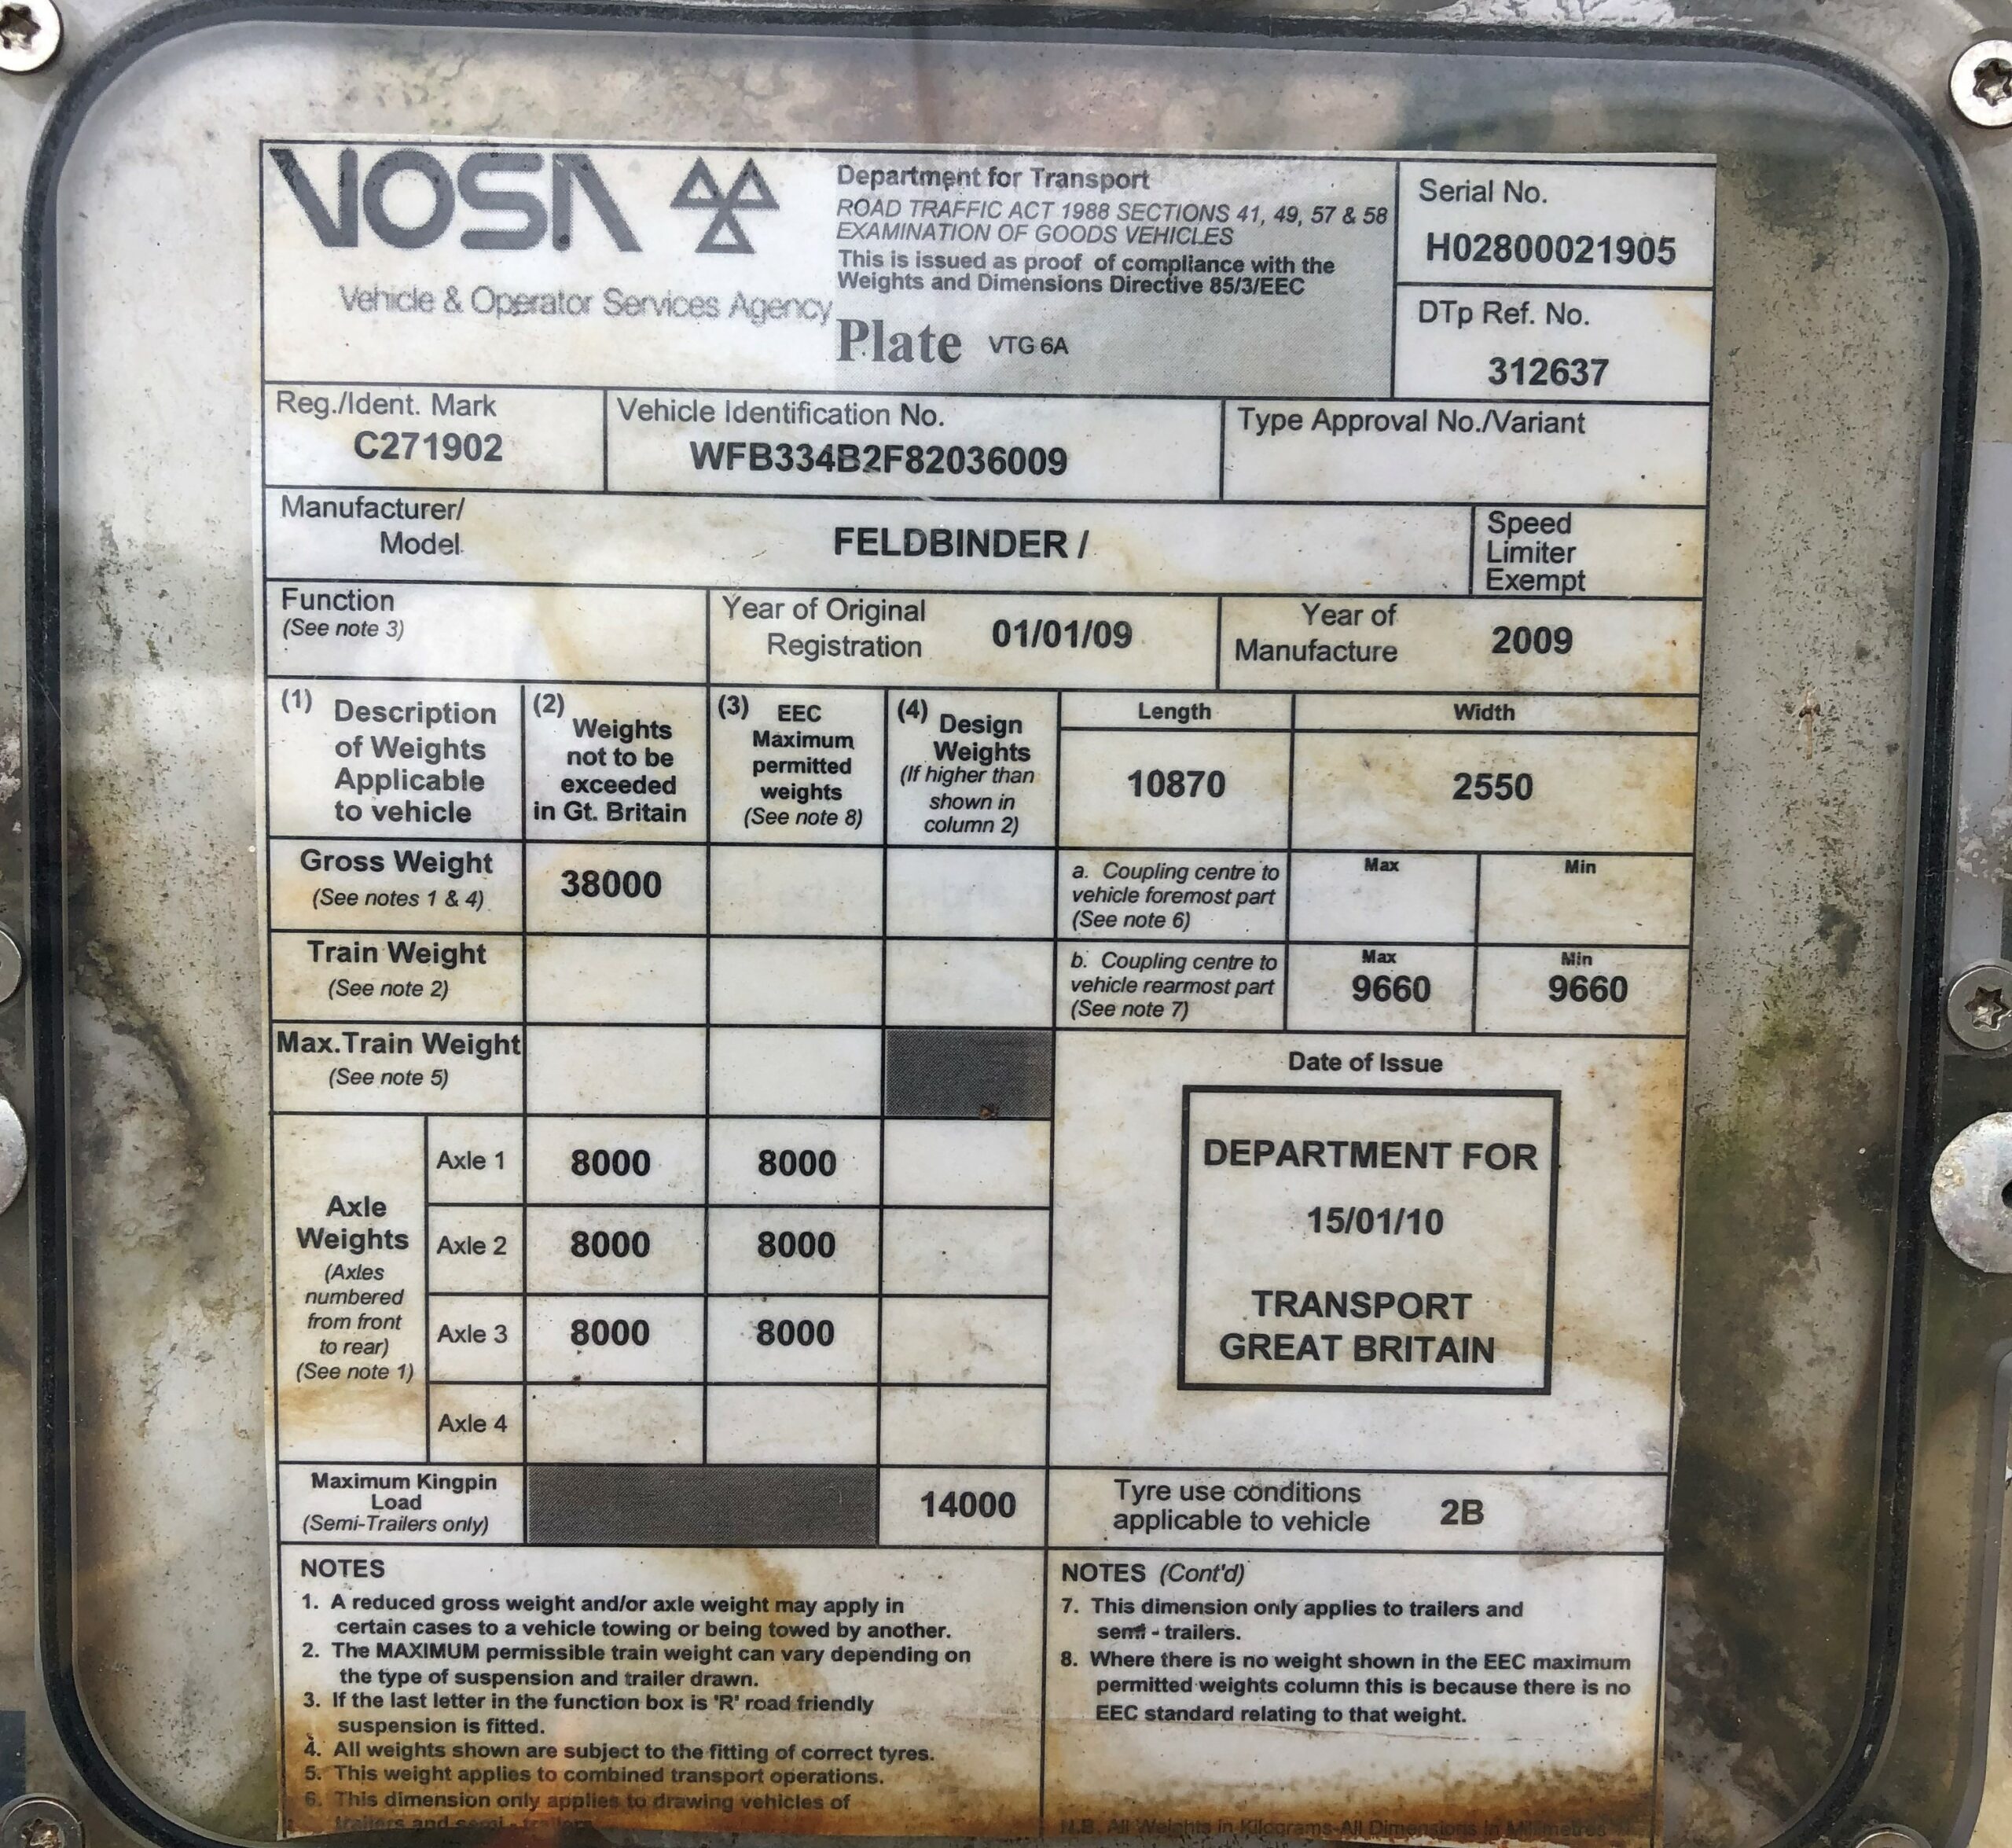 VOSA
Department for Transport
ROAD TRAFFIC ACT 1988 SECTIONS 41, 49, 57 & 58
EXAMINATION OF GOODS VEHICLES
This is issued as proof of compliance with the
Weights and Dimensions Directive 85/3/EEC
Vehicle & Operator Services Agency
Plate VTG 6A
Serial No.
H02800021905
DTp Ref. No.
312637
Reg./Ident. Mark
C271902
Vehicle Identification No.
WFB334B2F82036009
Type Approval No./Variant
Manufacturer/
Model
FELDBINDER /
Speed
Limiter
Exempt
Function
(See note 3)
Year of Original
Registration
01/01/09
Year of
Manufacture
2009
(1) Description
of Weights
Applicable
to vehicle
(2) Weights
not to be
exceeded
in Gt. Britain
(3) EEC
Maximum
permitted
weights
(See note 8)
(4) Design
Weights
(If higher than
shown in
column 2)
Length
10870
Width
2550
Gross Weight
(See notes 1 & 4)
38000
a. Coupling centre to
vehicle foremost part
(See note 6)
Max
Min
Train Weight
(See note 2)
b. Coupling centre to
vehicle rearmost part
(See note 7)
Max
9660
Min
9660
Max.Train Weight
(See note 5)
Date of Issue
DEPARTMENT FOR
15/01/10
TRANSPORT
GREAT BRITAIN
Axle
Weights
(Axles
numbered
from front
to rear)
(See note 1)
Axle 1 8000 8000
Axle 2 8000 8000
Axle 3 8000 8000
Axle 4
Maximum Kingpin
Load
(Semi-Trailers only)
14000
Tyre use conditions
applicable to vehicle
2B
NOTES
1. A reduced gross weight and/or axle weight may apply in
certain cases to a vehicle towing or being towed by another.
2. The MAXIMUM permissible train weight can vary depending on
the type of suspension and trailer drawn.
3. If the last letter in the function box is 'R' road friendly
suspension is fitted.
4. All weights shown are subject to the fitting of correct tyres.
5. This weight applies to combined transport operations.
6. This dimension only applies to drawing vehicles of
trailers and semi - trailers
NOTES (Cont'd)
7. This dimension only applies to trailers and
semi - trailers.
8. Where there is no weight shown in the EEC maximum
permitted weights column this is because there is no
EEC standard relating to that weight.
N.B. All Weights in Kilograms-All Dimensions in Millimetres